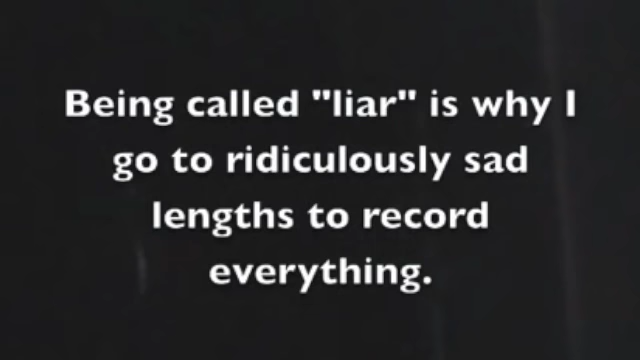 Being called "liar" is why I
go to ridiculously sad
lengths to record
everything.